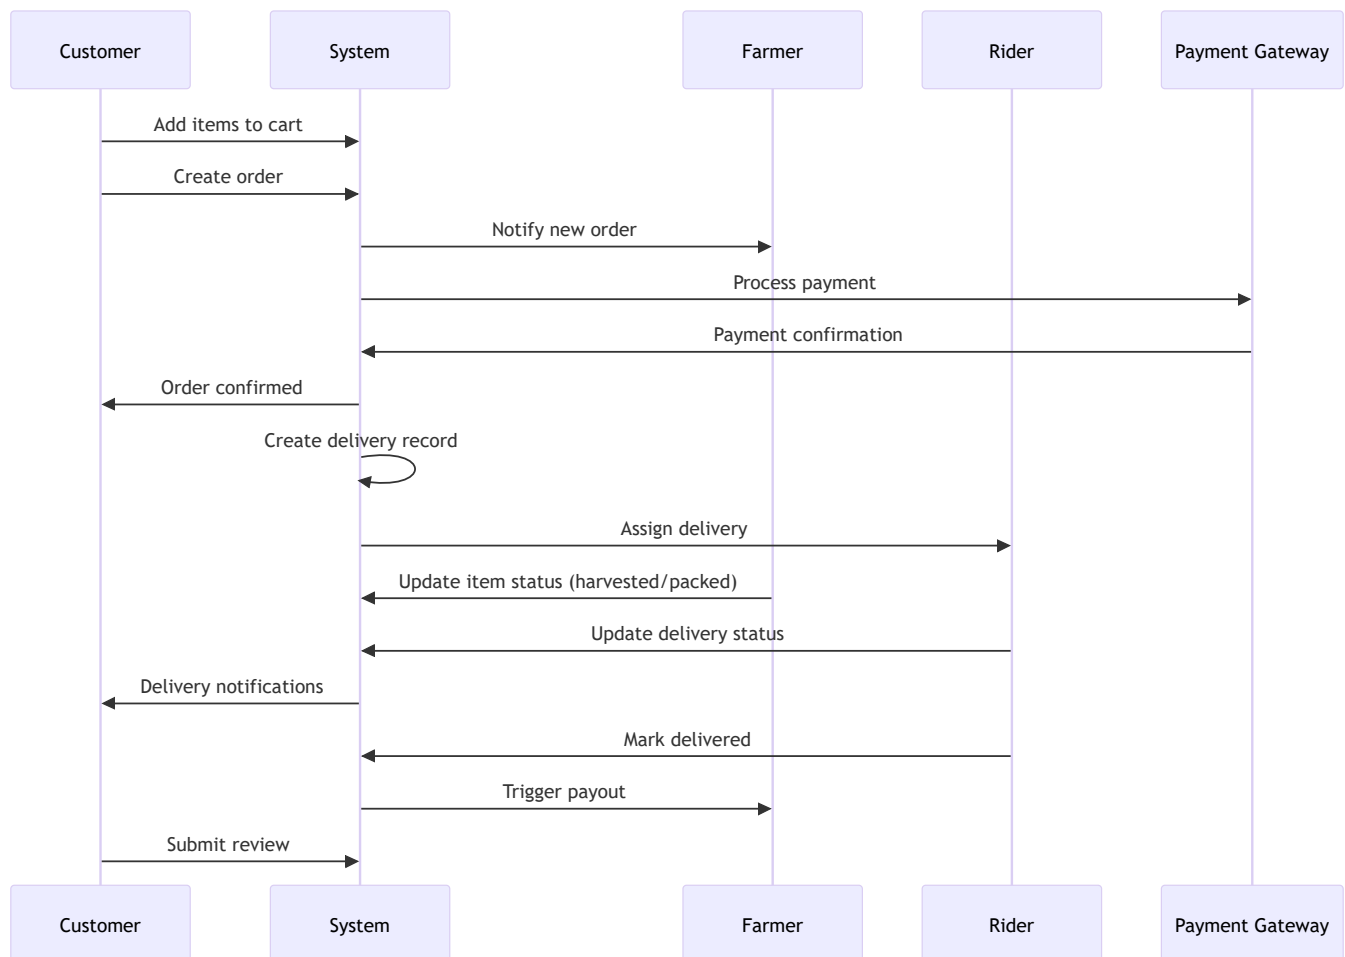 Customer
System
Farmer
Rider
Payment Gateway
Add items to cart
Create order
Notify new order
Process payment
Payment confirmation
Order confirmed
Create delivery record
Assign delivery
Update item status (harvested/packed)
Update delivery status
Delivery notifications
Mark delivered
Trigger payout
Submit review
Customer
System
Farmer
Rider
Payment Gateway